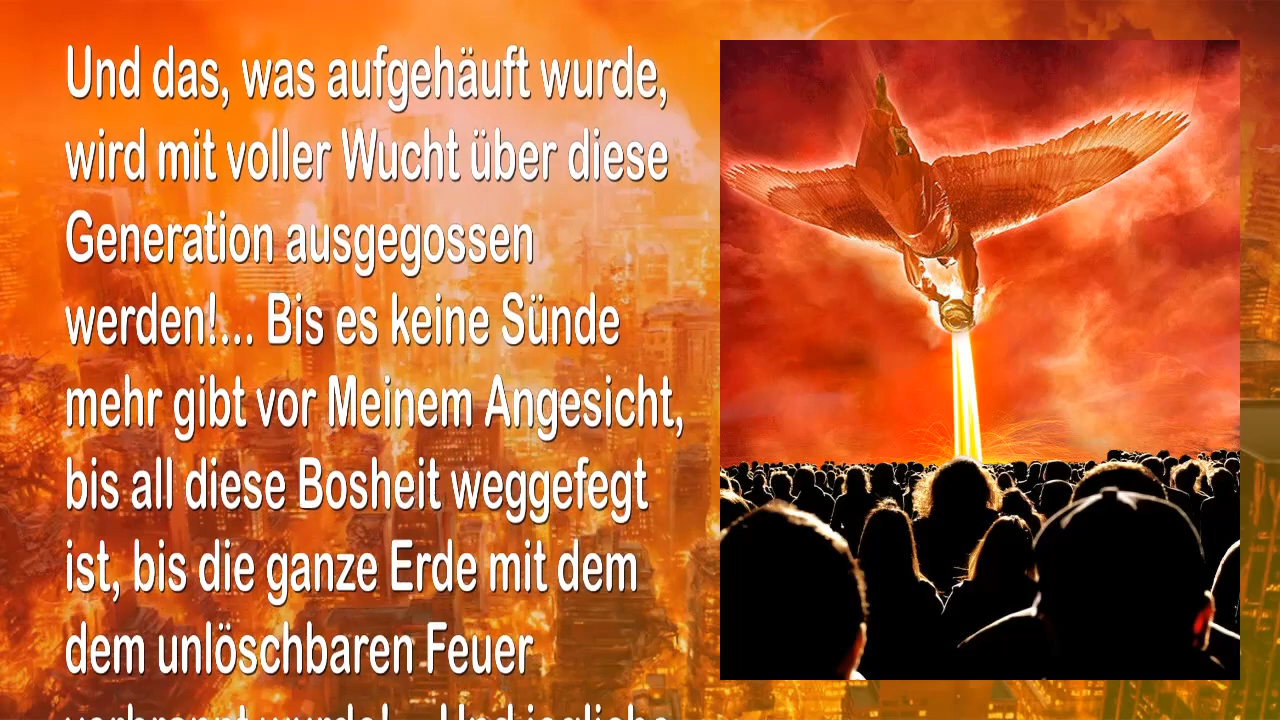 Und das, was aufgehäuft wurde,
wird mit voller Wucht über diese
Generation ausgegossen
werden!... Bis es keine Sünde
mehr gibt vor Meinem Angesicht,
bis all diese Bosheit weggefegt
ist, bis die ganze Erde mit dem
dem unlöschbaren Feuer